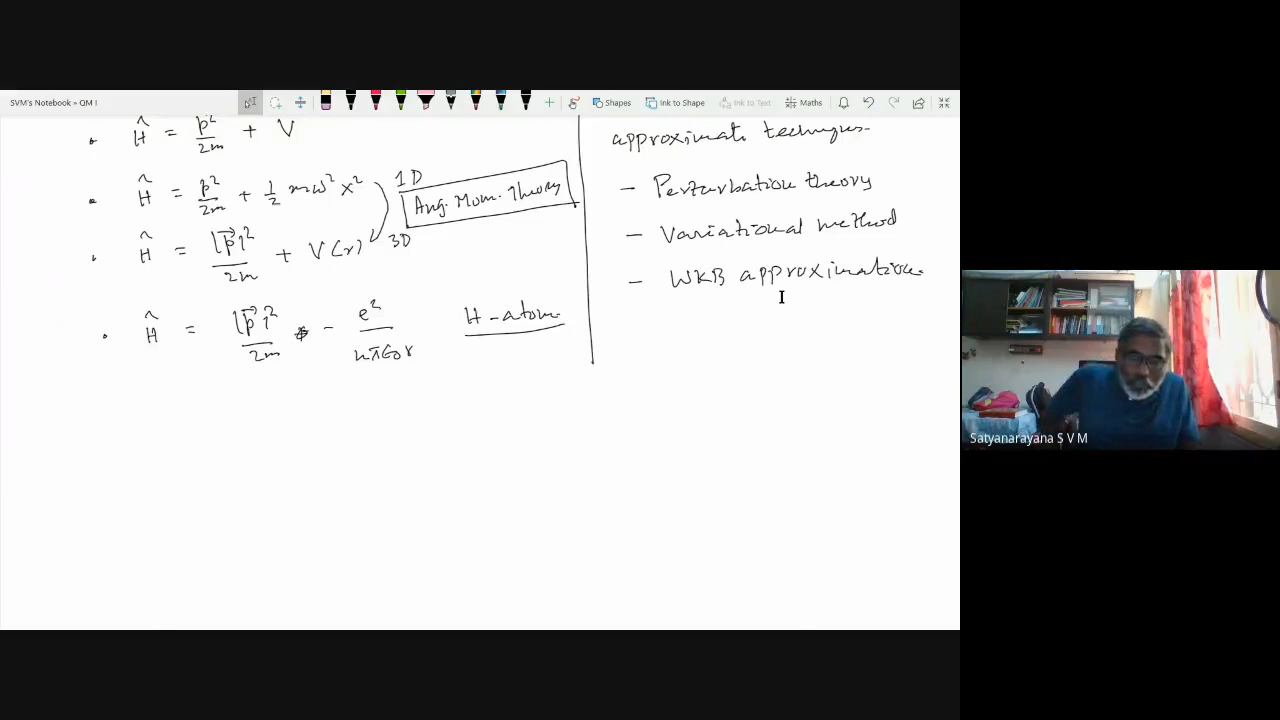 SVM's Notebook » QM I
Shapes Ink to Shape Ink to Text Maths
Ĥ = p²/2m + V
Ĥ = p²/2m + 1/2 mω² x²
1D
Ang. Mom. Theory
3D
Ĥ = |p⃗|²/2m + V(r)
Ĥ = |p⃗|²/2m - e²/4πε₀r H-atom
approximate techniques
- Perturbation theory
- Variational method
- WKB approximation
Satyanarayana S V M